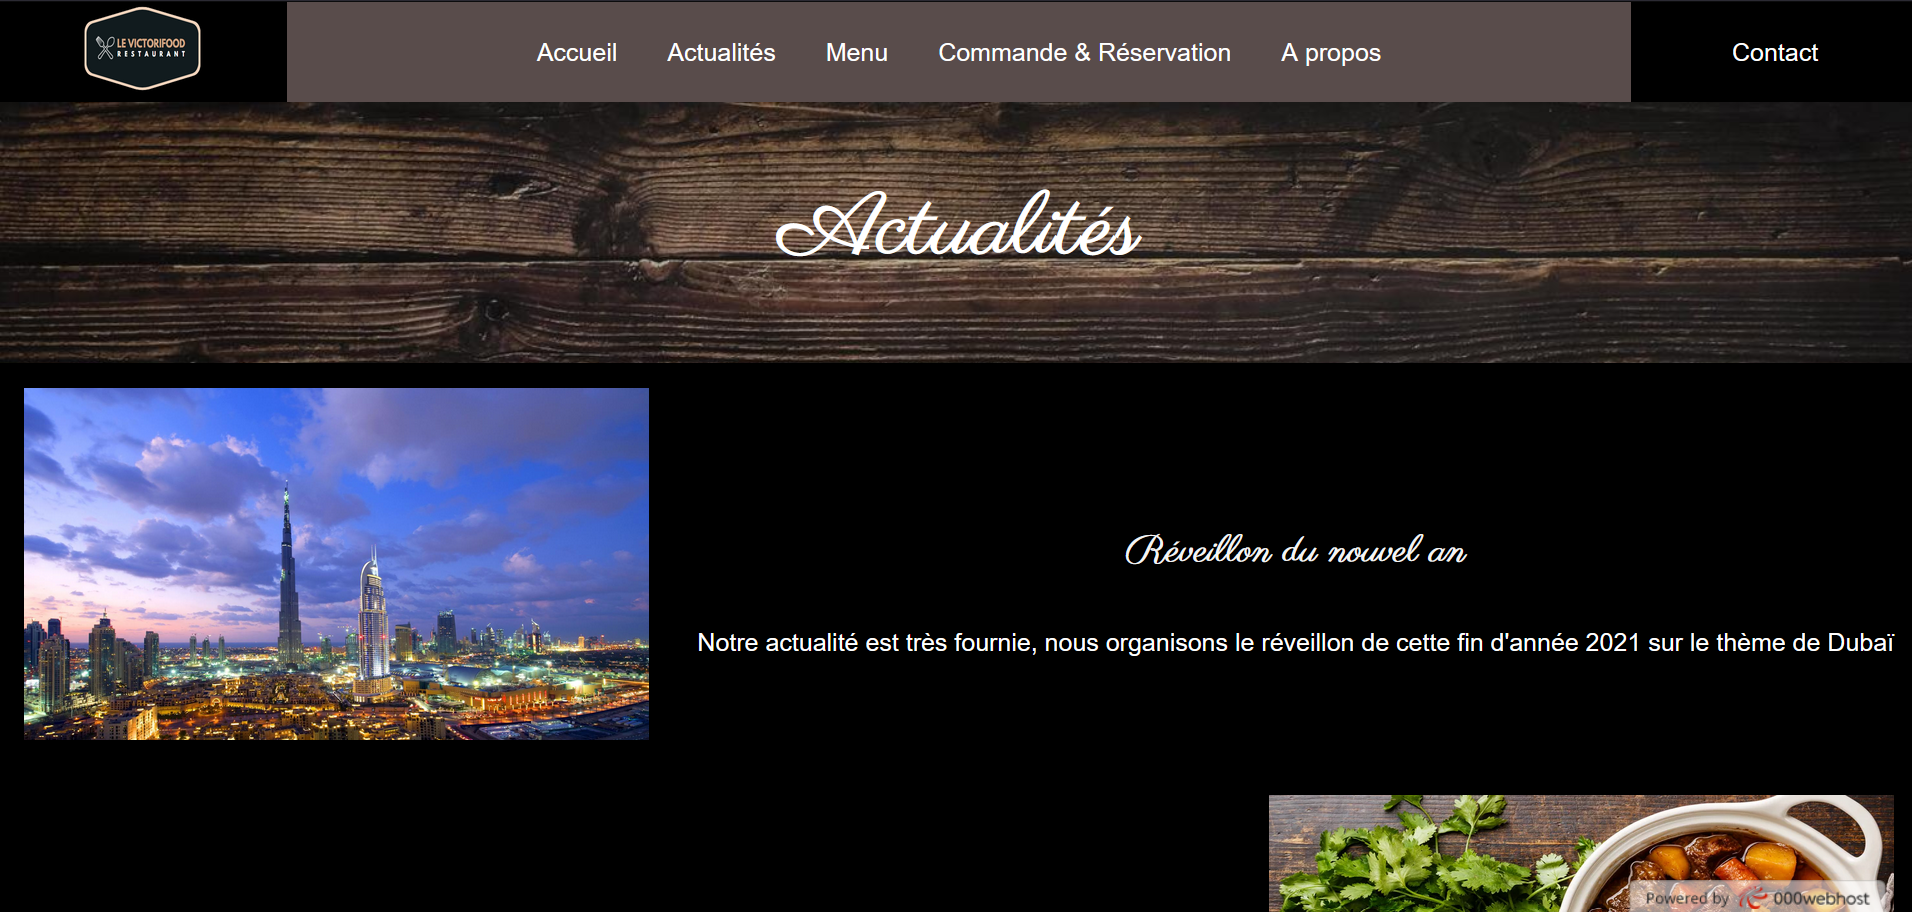 LE VICTORIFOOD
RESTAURANT
Accueil
Actualités
Menu
Commande & Réservation
A propos
Contact
Actualités
Réveillon du nouvel an
Notre actualité est très fournie, nous organisons le réveillon de cette fin d'année 2021 sur le thème de Dubaï
Powered by 000webhost